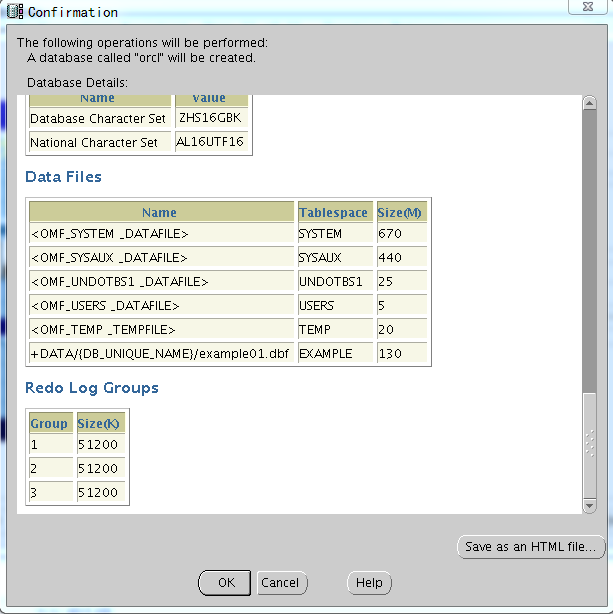 Confirmation
The following operations will be performed:
A database called "orcl" will be created.
Database Details:
Name Value
Database Character Set ZHS16GBK
National Character Set AL16UTF16
Data Files
Name Tablespace Size(M)
<OMF_SYSTEM _DATAFILE> SYSTEM 670
<OMF_SYSAUX _DATAFILE> SYSAUX 440
<OMF_UNDOTBS1 _DATAFILE> UNDOTBS1 25
<OMF_USERS _DATAFILE> USERS 5
<OMF_TEMP _TEMPFILE> TEMP 20
+DATA/{DB_UNIQUE_NAME}/example01.dbf EXAMPLE 130
Redo Log Groups
Group Size(K)
1 51200
2 51200
3 51200
Save as an HTML file...
OK Cancel Help